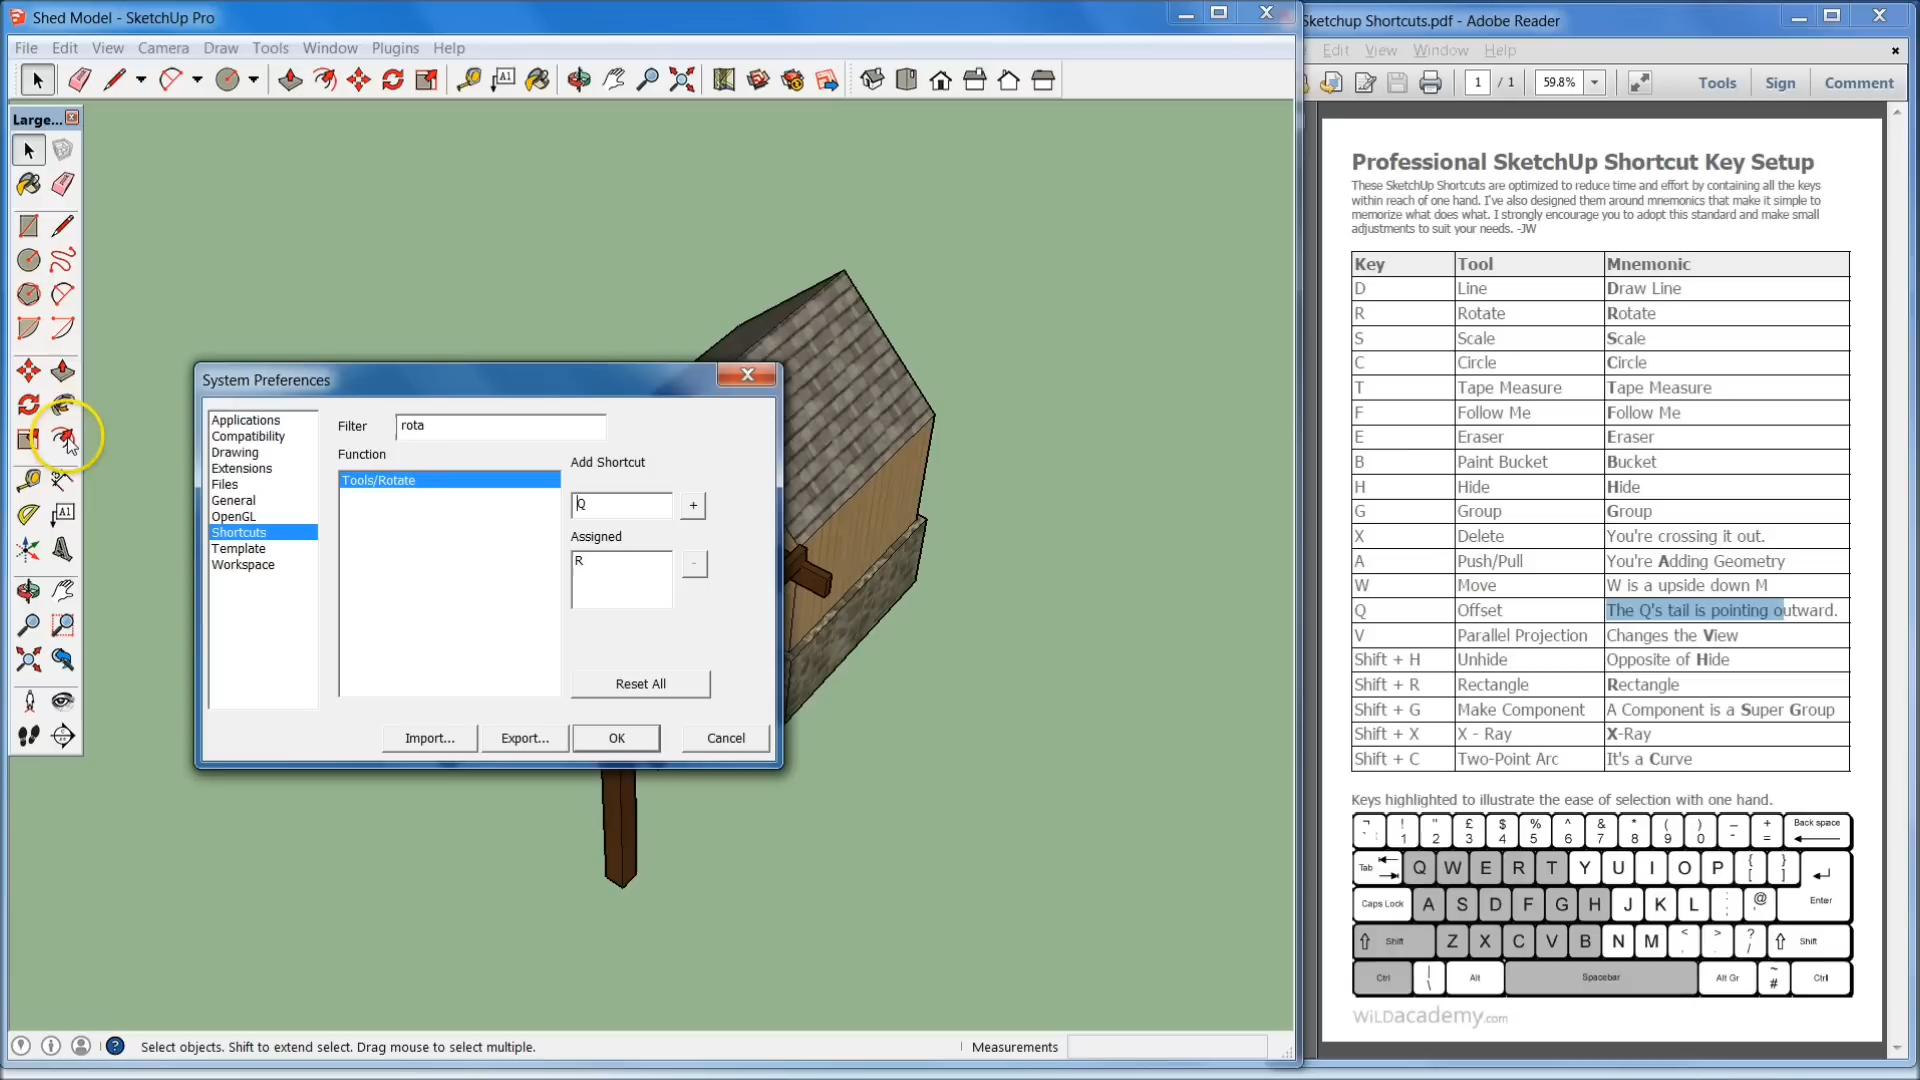 Shed Model - SketchUp Pro
File Edit View Camera Draw Tools Window Plugins Help
A1
Large...
A1
System Preferences
Applications
Compatibility
Drawing
Extensions
Files
General
OpenGL
Shortcuts
Template
Workspace
Filter rota
Function
Tools/Rotate
Add Shortcut
Q +
Assigned
R -
Reset All
Import... Export... OK Cancel
Select objects. Shift to extend select. Drag mouse to select multiple.
Measurements
Sketchup Shortcuts.pdf - Adobe Reader
Edit View Window Help
1 / 1 59.8% Tools Sign Comment
Professional SketchUp Shortcut Key Setup
These SketchUp Shortcuts are optimized to reduce time and effort by containing all the keys
within reach of one hand. I've also designed them around mnemonics that make it simple to
memorize what does what. I strongly encourage you to adopt this standard and make small
adjustments to suit your needs. -JW
Key Tool Mnemonic
D Line Draw Line
R Rotate Rotate
S Scale Scale
C Circle Circle
T Tape Measure Tape Measure
F Follow Me Follow Me
E Eraser Eraser
B Paint Bucket Bucket
H Hide Hide
G Group Group
X Delete You're crossing it out.
A Push/Pull You're Adding Geometry
W Move W is a upside down M
Q Offset The Q's tail is pointing outward.
V Parallel Projection Changes the View
Shift + H Unhide Opposite of Hide
Shift + R Rectangle Rectangle
Shift + G Make Component A Component is a Super Group
Shift + X X - Ray X-Ray
Shift + C Two-Point Arc It's a Curve
Keys highlighted to illustrate the ease of selection with one hand.
¬ ` ! 1 " 2 £ 3 $ 4 % 5 ^ 6 & 7 * 8 ( 9 ) 0 _ - + = Back space
Tab Q W E R T Y U I O P { [ } ] Enter
Caps Lock A S D F G H J K L : ; @ '
Shift Z X C V B N M < , > . ? / Shift
Ctrl | \ Alt Spacebar Alt Gr ~ # Ctrl
WiLDacademy.com